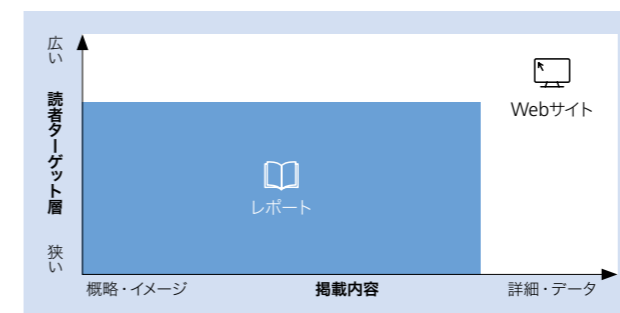 広い
Webサイト
読者ターゲット層
レポート
狭い
概略・イメージ
掲載内容
詳細・データ